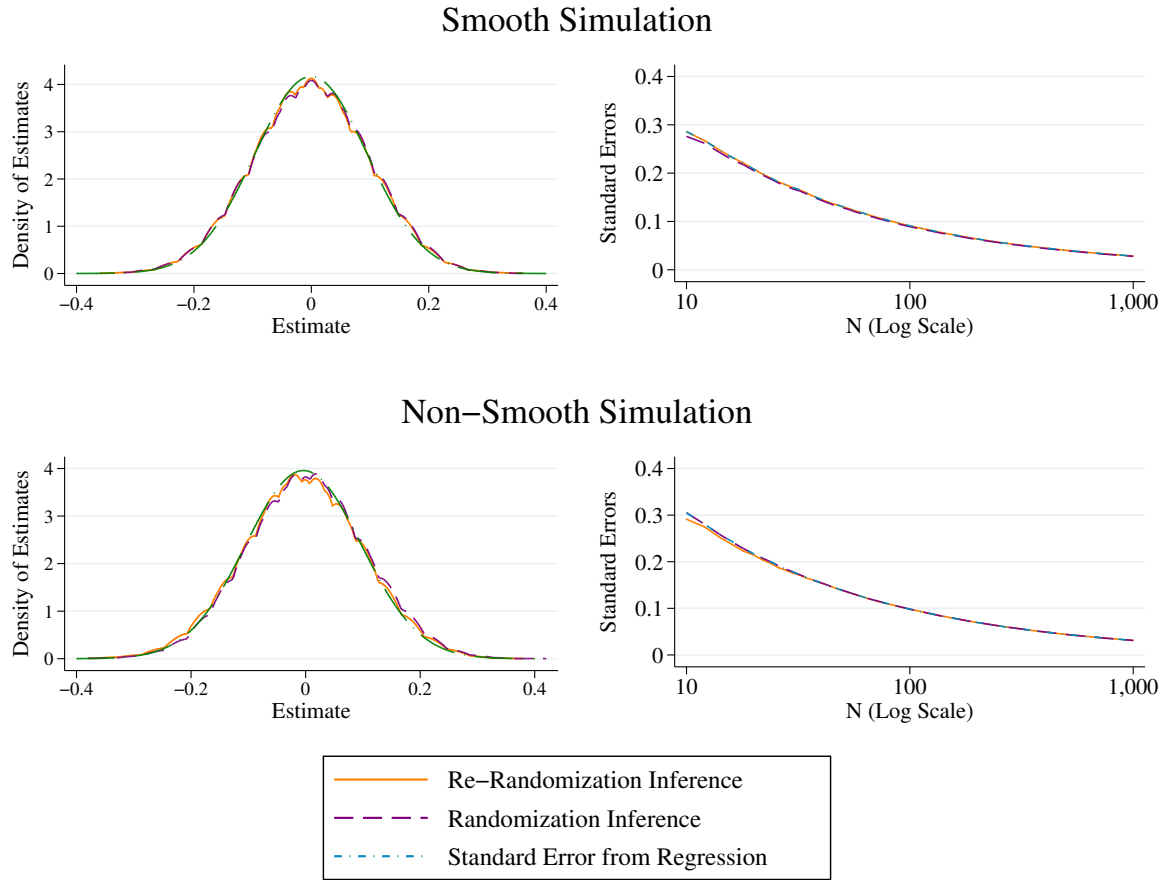 Smooth Simulation
Density of Estimates
4
3
2
1
0
−0.4 −0.2 0 0.2 0.4
Estimate
Standard Errors
0.4
0.3
0.2
0.1
0
10 100 1,000
N (Log Scale)
Non−Smooth Simulation
Density of Estimates
4
3
2
1
0
−0.4 −0.2 0 0.2 0.4
Estimate
Standard Errors
0.4
0.3
0.2
0.1
0
10 100 1,000
N (Log Scale)
Re−Randomization Inference
Randomization Inference
Standard Error from Regression